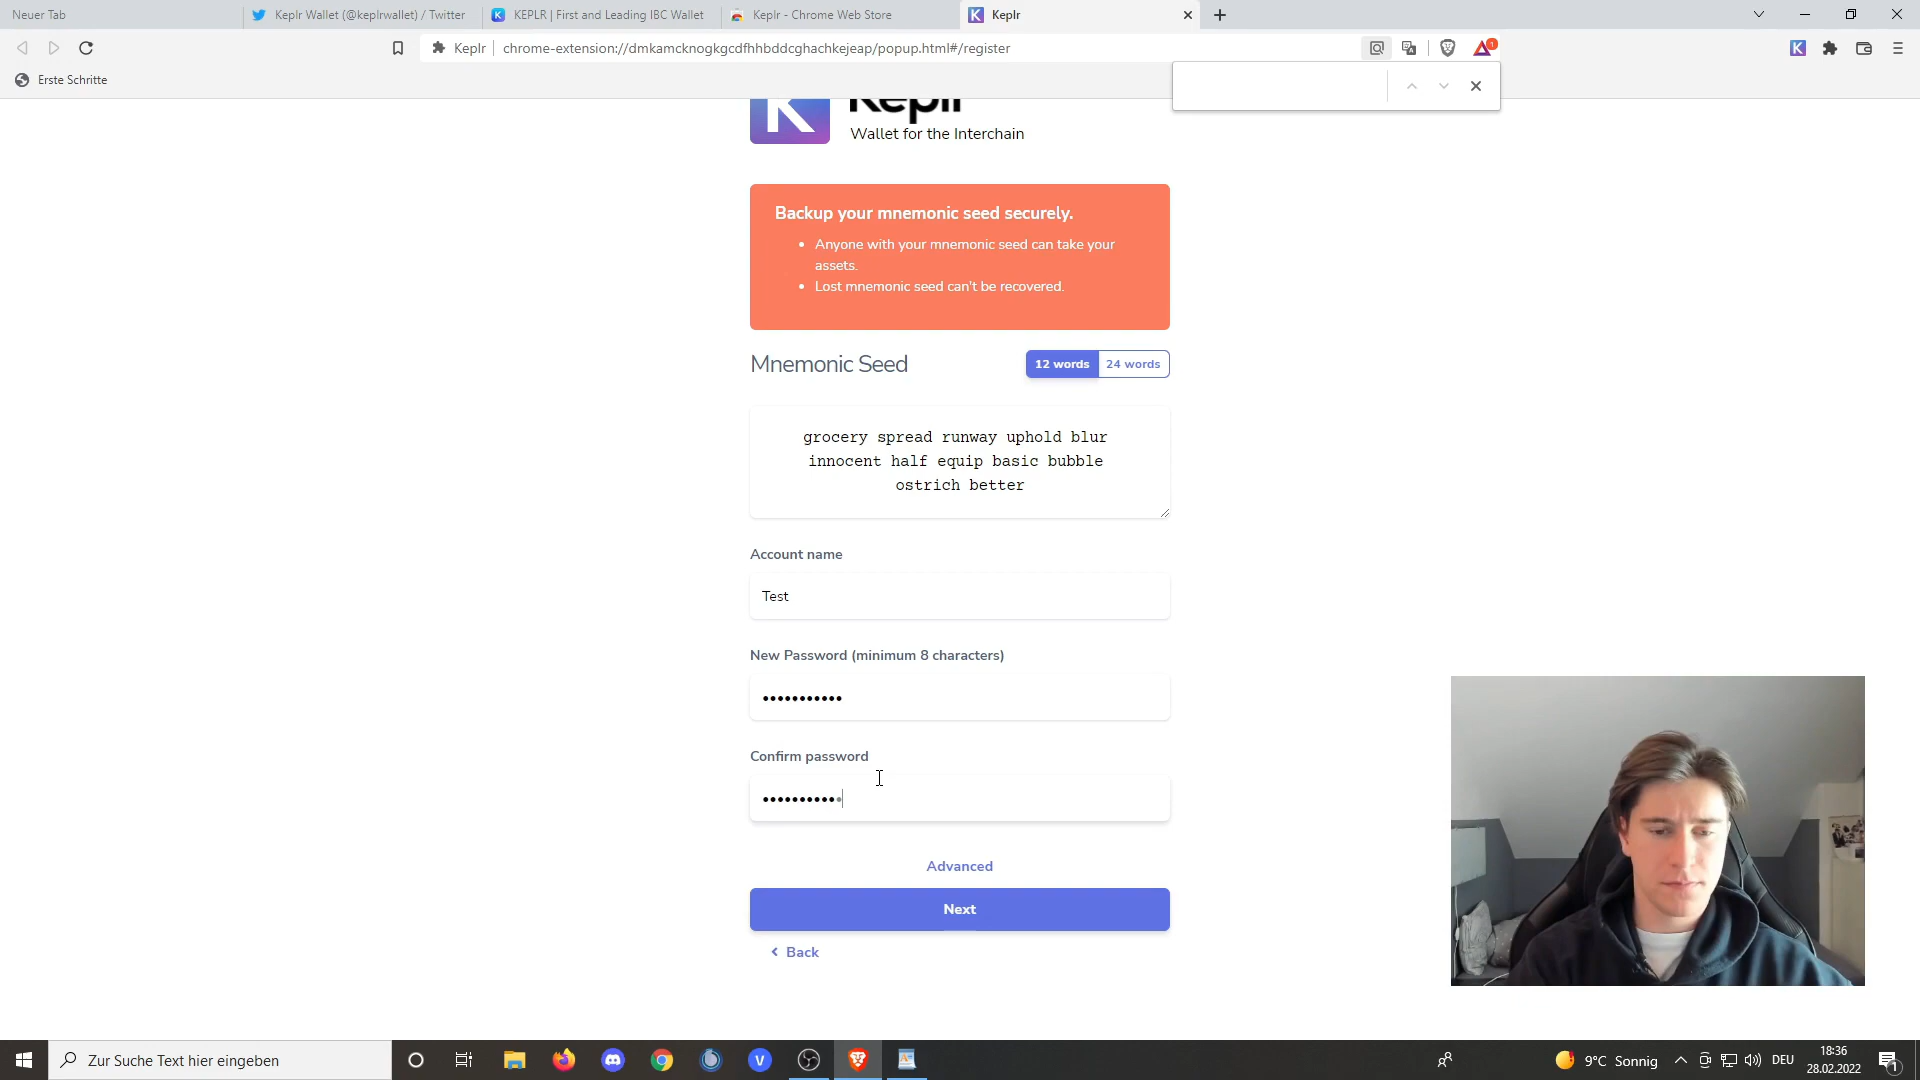 Neuer Tab
Keplr Wallet (@keplrwallet) / Twitter
KEPLR | First and Leading IBC Wallet
Keplr - Chrome Web Store
Keplr
Keplr
chrome-extension://dmkamcknogkgcdfhhbddcghachkejeap/popup.html#/register
1
Erste Schritte
Keplr
Wallet for the Interchain
Backup your mnemonic seed securely.
• Anyone with your mnemonic seed can take your
assets.
• Lost mnemonic seed can't be recovered.
Mnemonic Seed
12 words
24 words
grocery spread runway uphold blur
innocent half equip basic bubble
ostrich better
Account name
Test
New Password (minimum 8 characters)
•••••••••••
Confirm password
•••••••••••
Advanced
Next
Back
Zur Suche Text hier eingeben
9°C Sonnig
DEU
18:36
28.02.2022
1